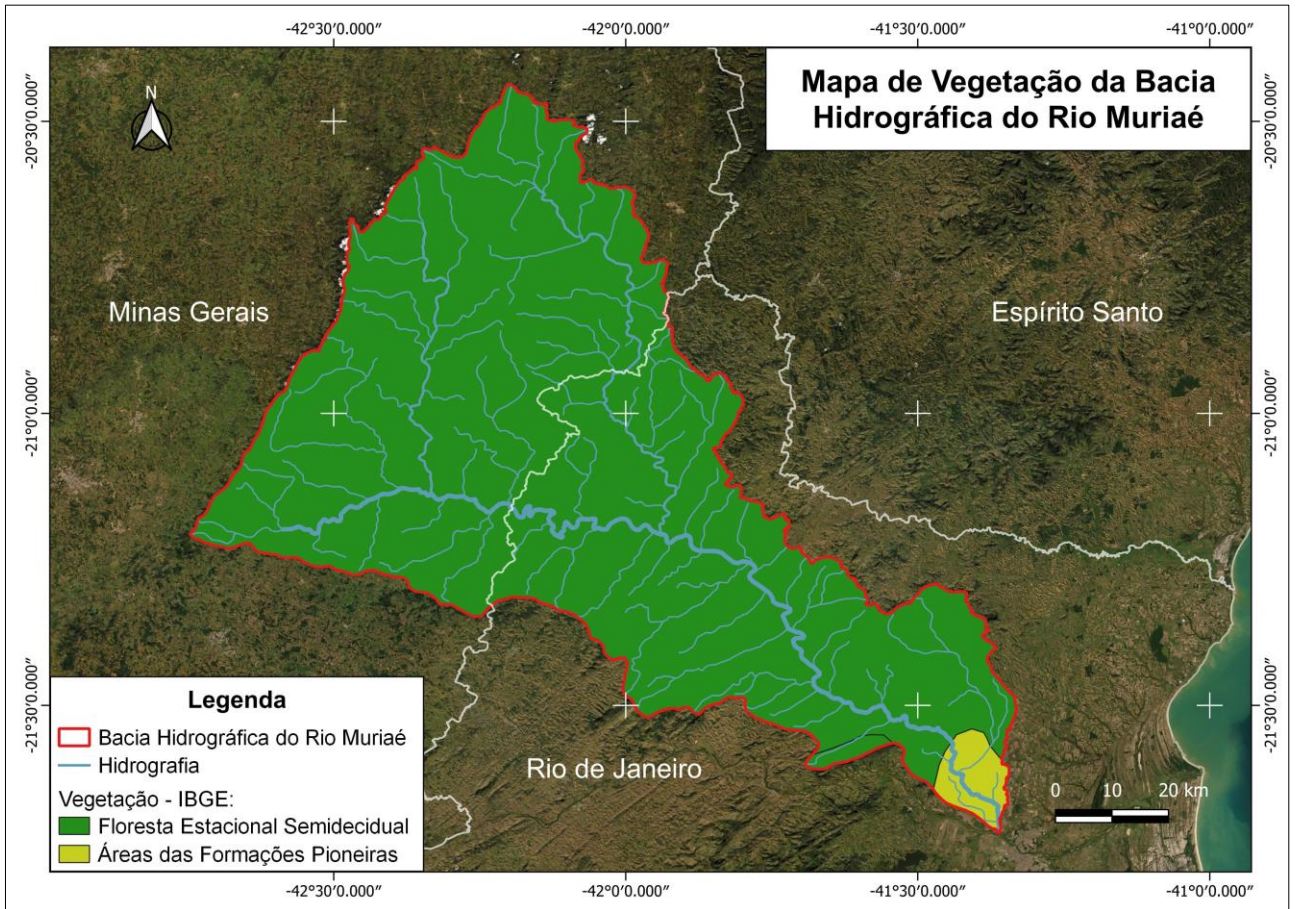 -42°30'0.000″
-42°0'0.000″
-41°30'0.000″
-41°0'0.000″
Mapa de Vegetação da Bacia
Hidrográfica do Rio Muriaé
N
-20°30'0.000″
-20°30'0.000″
Minas Gerais
Espírito Santo
-21°0'0.000″
-21°0'0.000″
-21°30'0.000″
-21°30'0.000″
Legenda
Bacia Hidrográfica do Rio Muriaé
Hidrografia
Vegetação - IBGE:
Floresta Estacional Semidecidual
Áreas das Formações Pioneiras
Rio de Janeiro
0 10 20 km
-42°30'0.000″
-42°0'0.000″
-41°30'0.000″
-41°0'0.000″